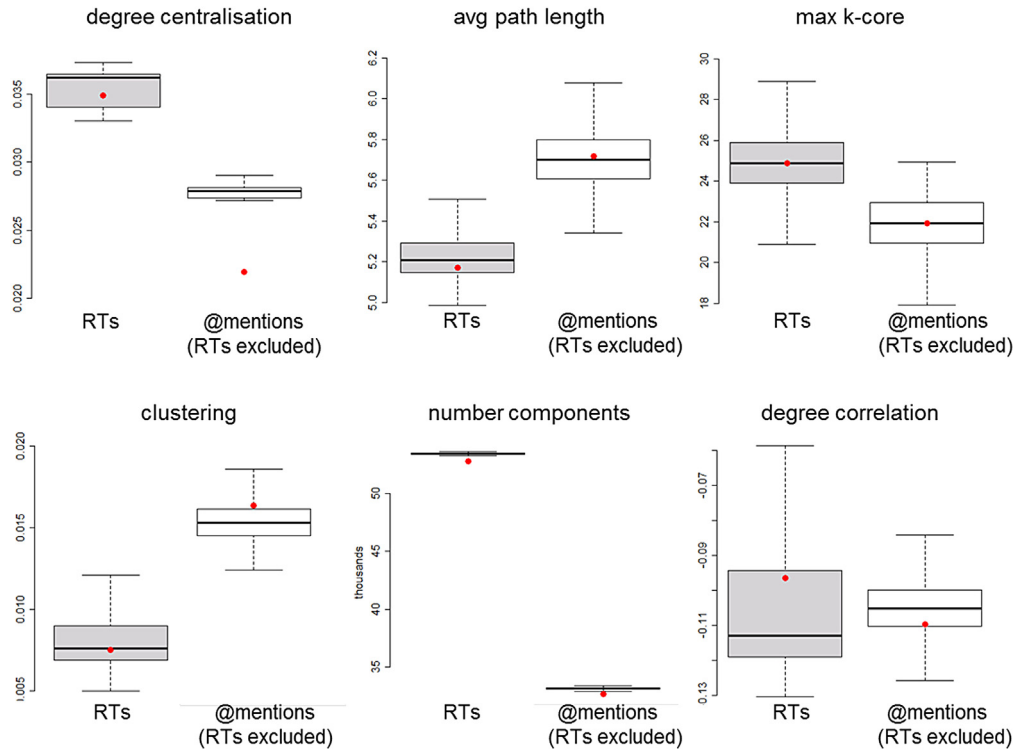 degree centralisation
0.035
0.030
0.025
0.020
RTs
@mentions
(RTs excluded)
avg path length
6.2
6.0
5.8
5.6
5.4
5.2
5.0
RTs
@mentions
(RTs excluded)
max k-core
30
28
26
24
22
20
18
RTs
@mentions
(RTs excluded)
clustering
0.020
0.015
0.010
.005
RTs
@mentions
(RTs excluded)
number components
50
45
40
35
thousands
RTs
@mentions
(RTs excluded)
degree correlation
-0.07
-0.09
-0.11
-0.13
RTs
@mentions
(RTs excluded)